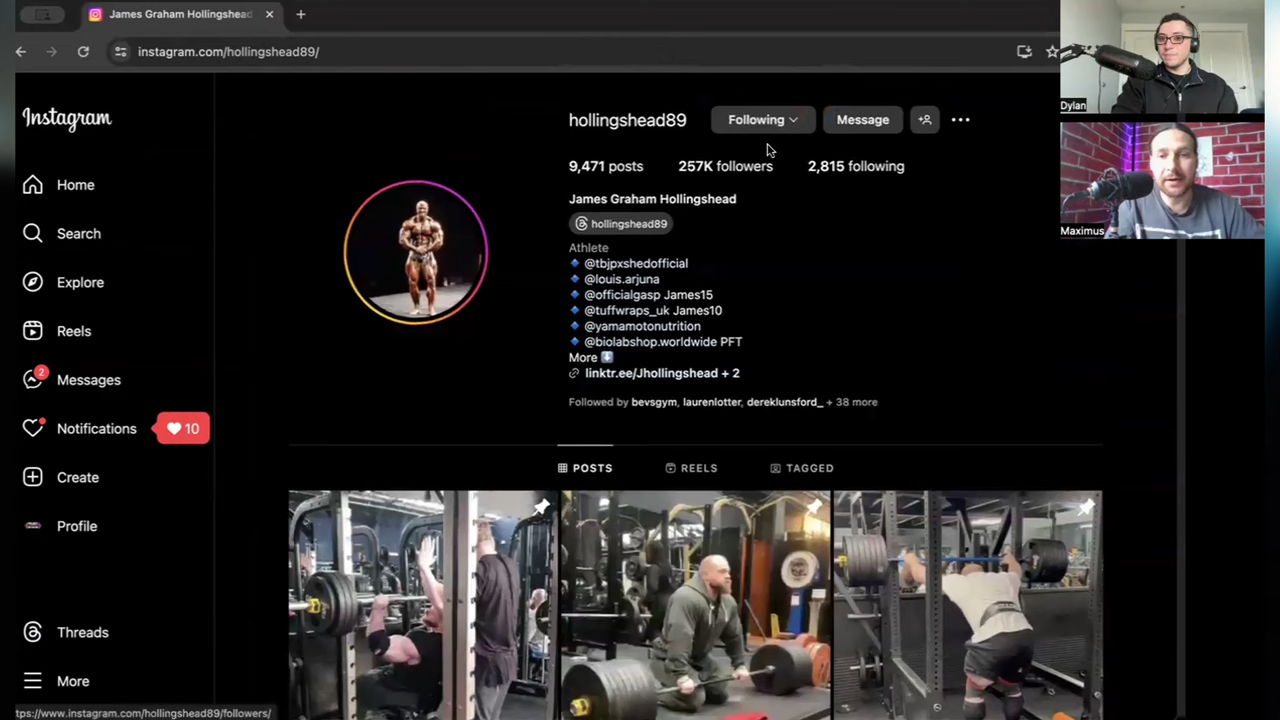 James Graham Hollingshead
instagram.com/hollingshead89/
Dylan
Maximus
Instagram
Home
Search
Explore
Reels
2
Messages
Notifications
10
Create
Profile
Threads
More
hollingshead89
Following
Message
9,471 posts 257K followers 2,815 following
James Graham Hollingshead
hollingshead89
Athlete
@tbjpxshedofficial
@louis.arjuna
@officialgasp James15
@tuffwraps_uk James10
@yamamotonutrition
@biolabshop.worldwide PFT
More
linktr.ee/Jhollingshead + 2
Followed by bevsgym, laurenlotter, dereklunsford_ + 38 more
POSTS REELS TAGGED
tps://www.instagram.com/hollingshead89/followers/